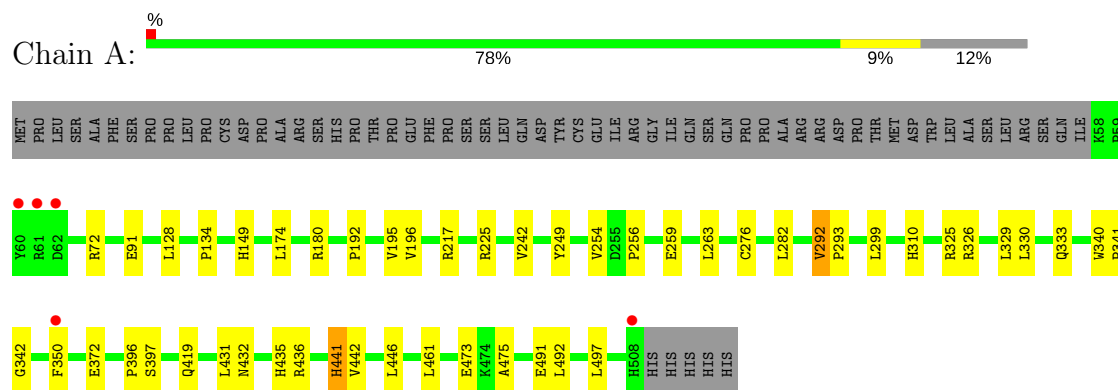 %
Chain A:
78% 9% 12%
MET PRO LEU SER ALA PHE SER PRO PRO LEU PRO CYS ASP PRO ALA ARG SER HIS PRO THR PRO GLU PHE PRO SER SER LEU GLN ASP TYR CYS GLU ILE ARG GLY ILE GLN SER GLN PRO PRO ALA ARG ARG ASP PRO THR MET ASP TRP LEU ALA SER LEU ARG SER GLN ILE K58
Y60 R61 D62 R72 E91 L128 P134 H149 L174 R180 P192 V195 V196 R217 R225 V242 Y249 V254 D255 P256 E259 L263 C276 L282 V292 P293 L299 H310 R325 R326 L329 L330 Q333 W340
G342 F350 E372 P396 S397 Q419 L431 N432 H435 R436 H441 V442 L446 L461 E473 K474 A475 E491 L492 L497 H508 HIS HIS HIS HIS HIS